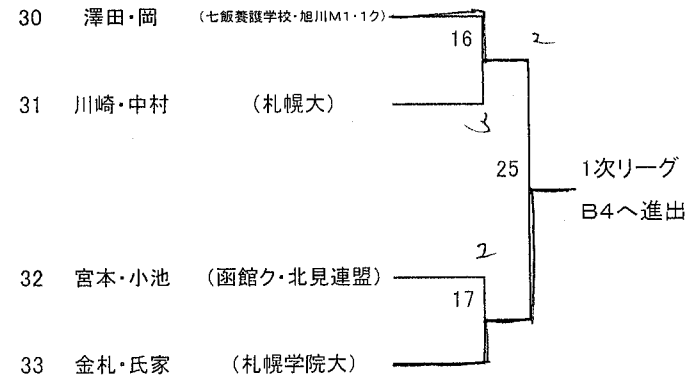 30 澤田・岡 (七飯養護学校・旭川M1・1ク)
16
2
31 川崎・中村 (札幌大)
25
1次リーグ
B4へ進出
2
32 宮本・小池 (函館ク・北見連盟)
17
33 金札・氏家 (札幌学院大)